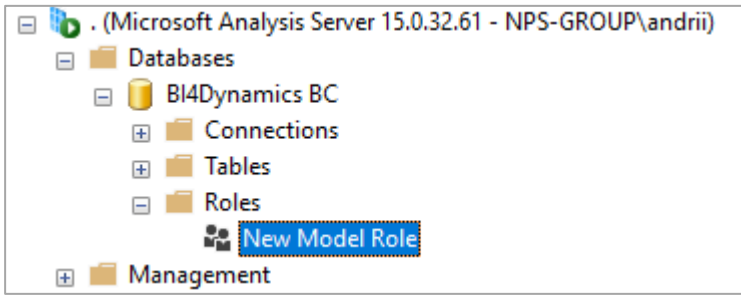 . (Microsoft Analysis Server 15.0.32.61 - NPS-GROUP\andrii)
Databases
BI4Dynamics BC
Connections
Tables
Roles
New Model Role
Management